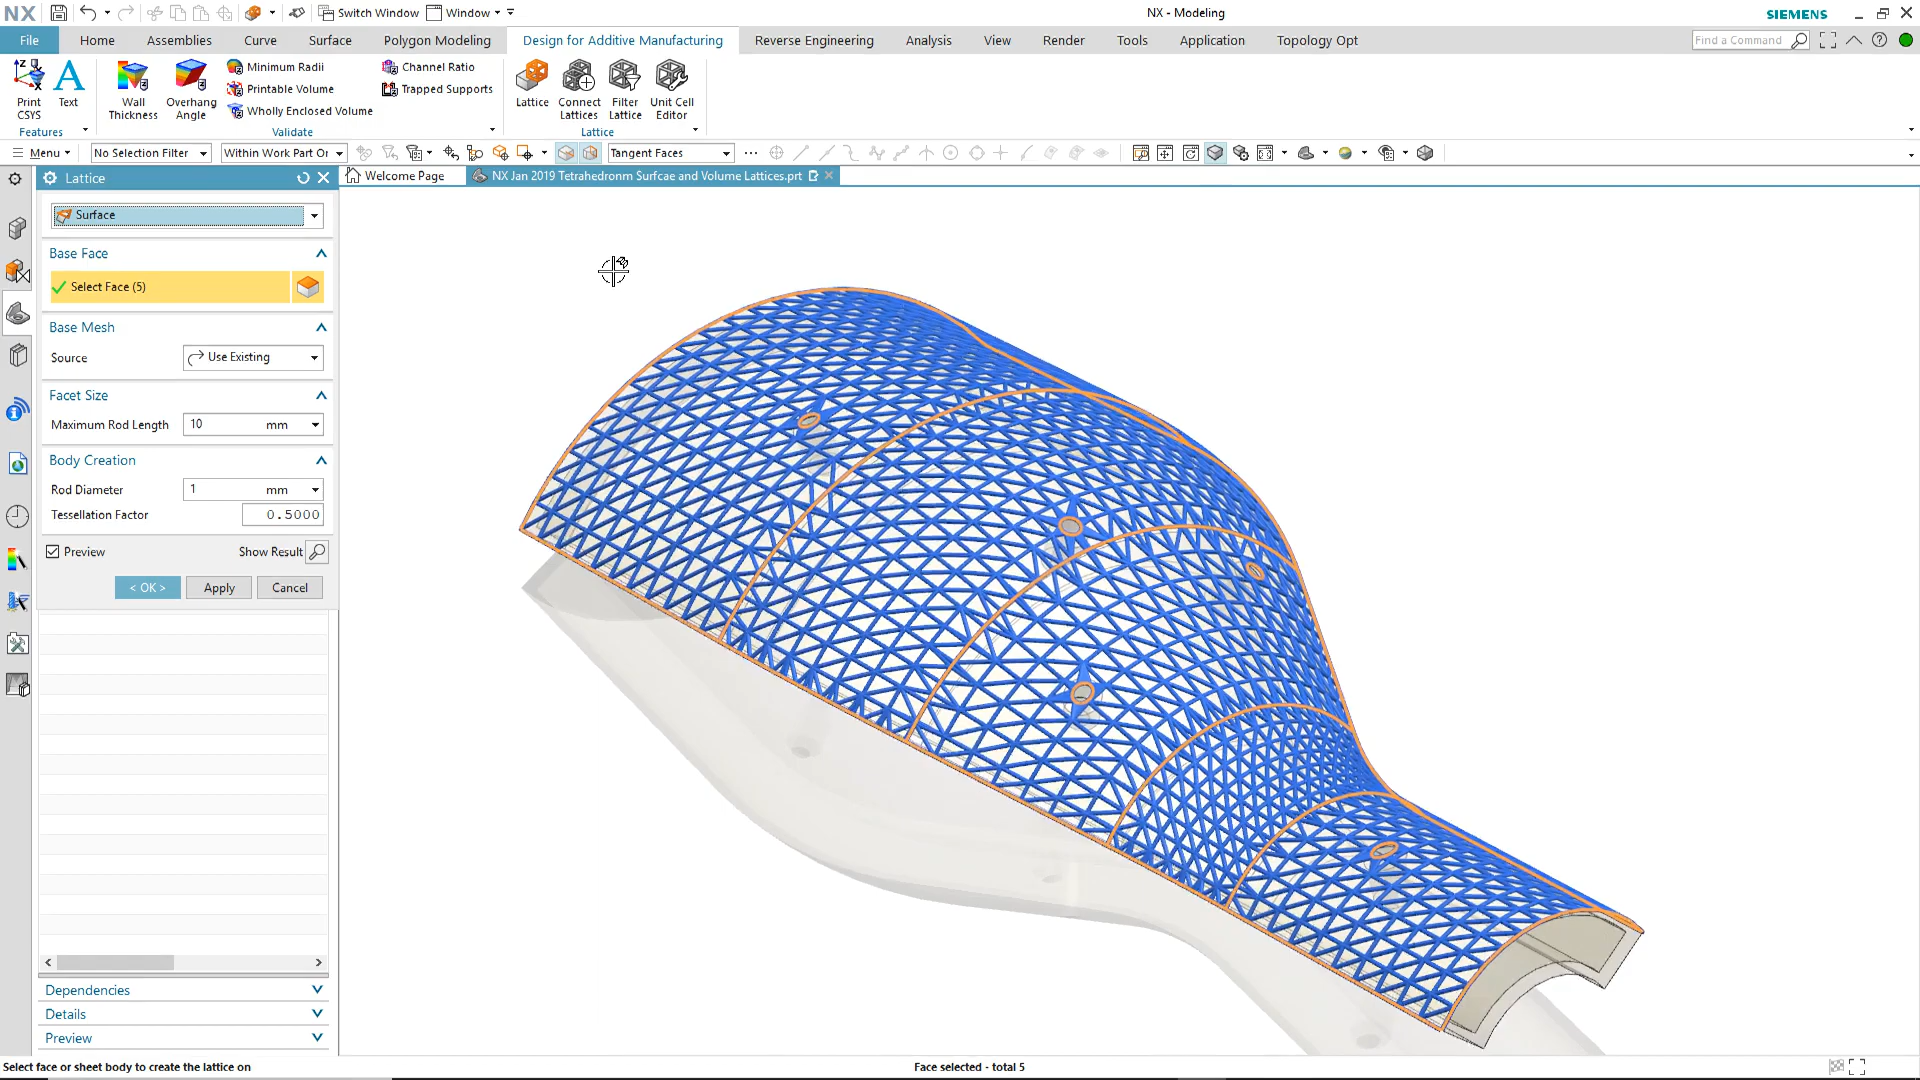 NX
Switch Window
Window
NX - Modeling
SIEMENS
File
Home
Assemblies
Curve
Surface
Polygon Modeling
Design for Additive Manufacturing
Reverse Engineering
Analysis
View
Render
Tools
Application
Topology Opt
Find a Command
Print CSYS
Text
Wall Thickness
Overhang Angle
Minimum Radii
Printable Volume
Wholly Enclosed Volume
Channel Ratio
Trapped Supports
Lattice
Connect Lattices
Filter Lattice
Unit Cell Editor
Features
Validate
Lattice
Menu
No Selection Filter
Within Work Part Or
Tangent Faces
Lattice
Welcome Page
NX Jan 2019 Tetrahedronm Surfcae and Volume Lattices.prt
Surface
Base Face
Select Face (5)
Base Mesh
Source
Use Existing
Facet Size
Maximum Rod Length
10 mm
Body Creation
Rod Diameter
1 mm
Tessellation Factor
0.5000
Preview
Show Result
< OK >
Apply
Cancel
Dependencies
Details
Preview
Select face or sheet body to create the lattice on
Face selected - total 5